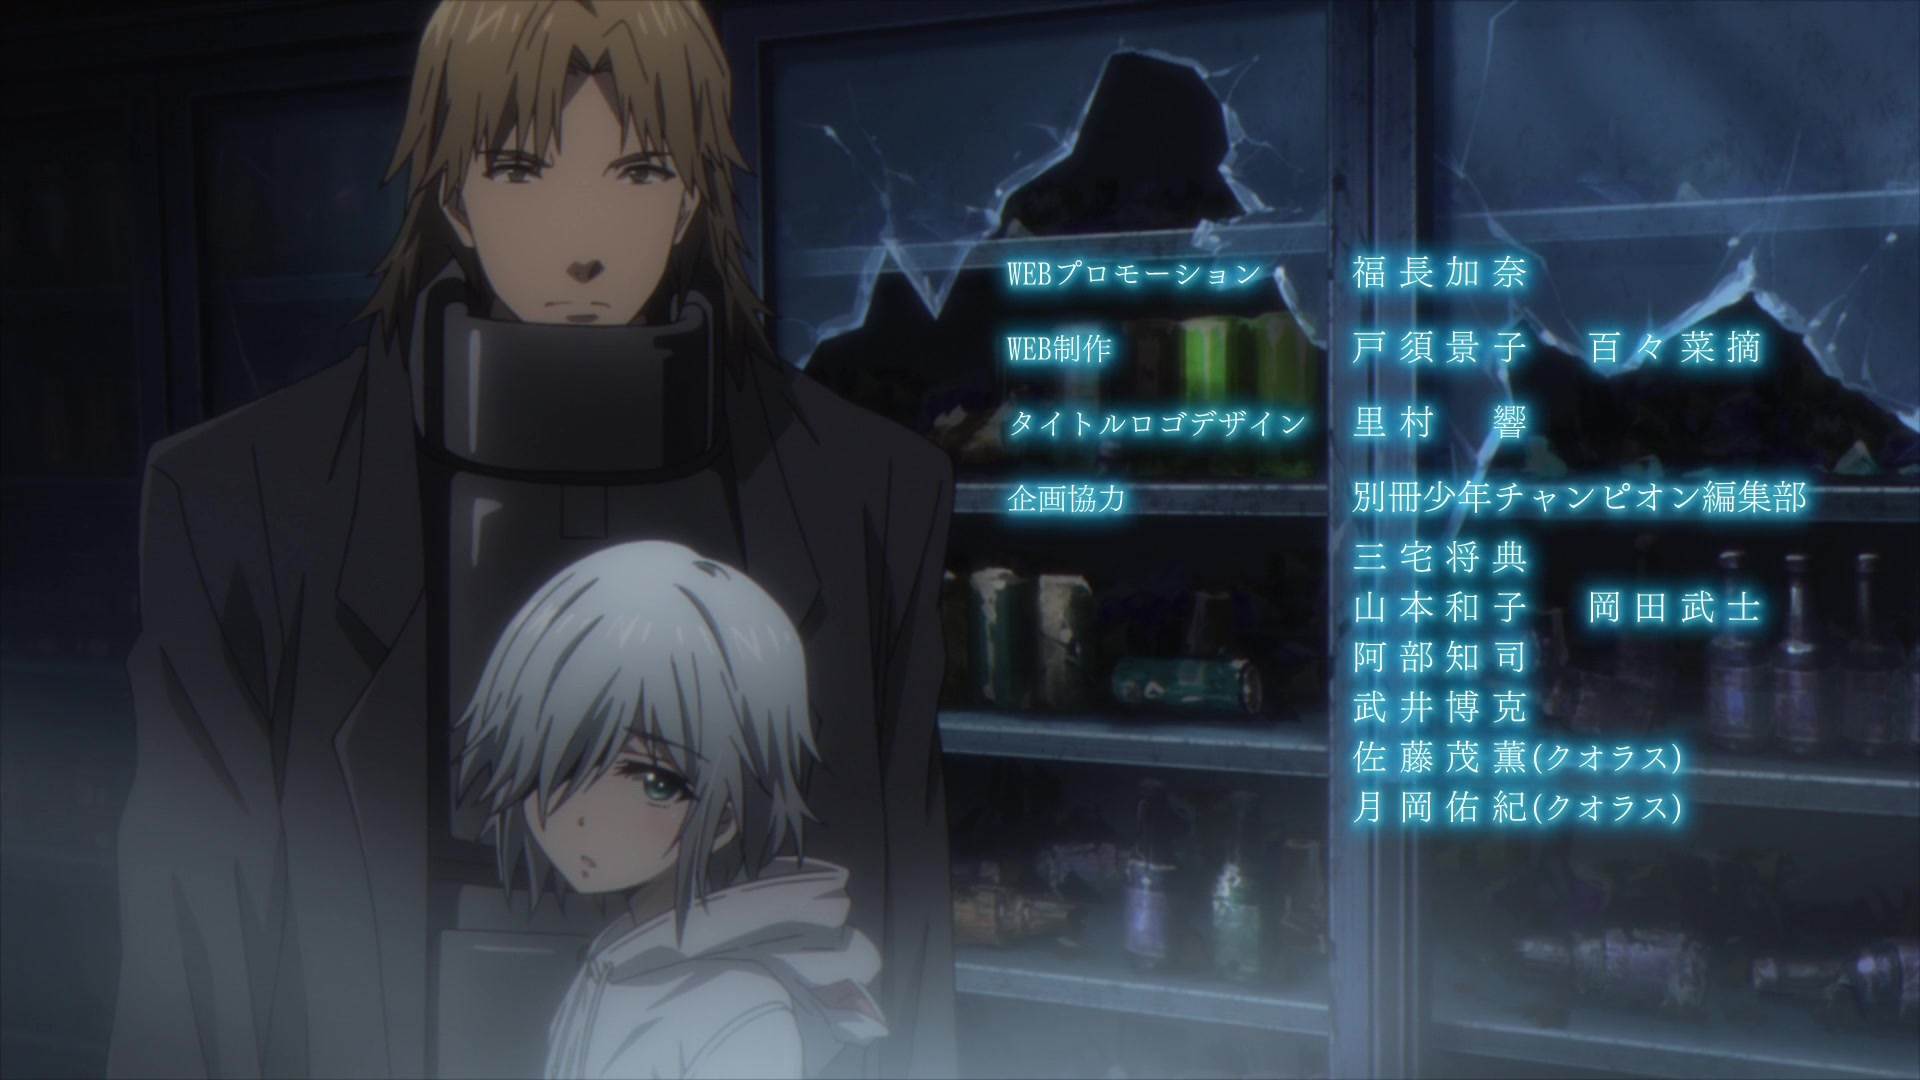 WEBプロモーション 福長加奈
WEB制作 戸須景子 百々菜摘
タイトルロゴデザイン 里村 響
企画協力 別冊少年チャンピオン編集部
三宅将典
山本和子 岡田武士
阿部知司
武井博克
佐藤茂薫(クオラス)
月岡佑紀(クオラス)